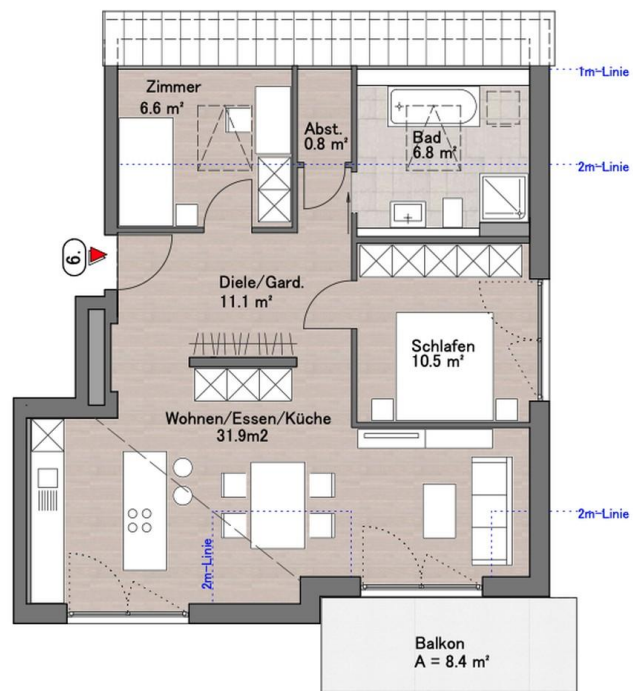 1m-Linie
Zimmer
6.6 m²
Abst.
0.8 m²
Bad
6.8 m²
2m-Linie
6.
Diele/Gard.
11.1 m²
Schlafen
10.5 m²
Wohnen/Essen/Küche
31.9m2
2m-Linie
2m-Linie
Balkon
A = 8.4 m²